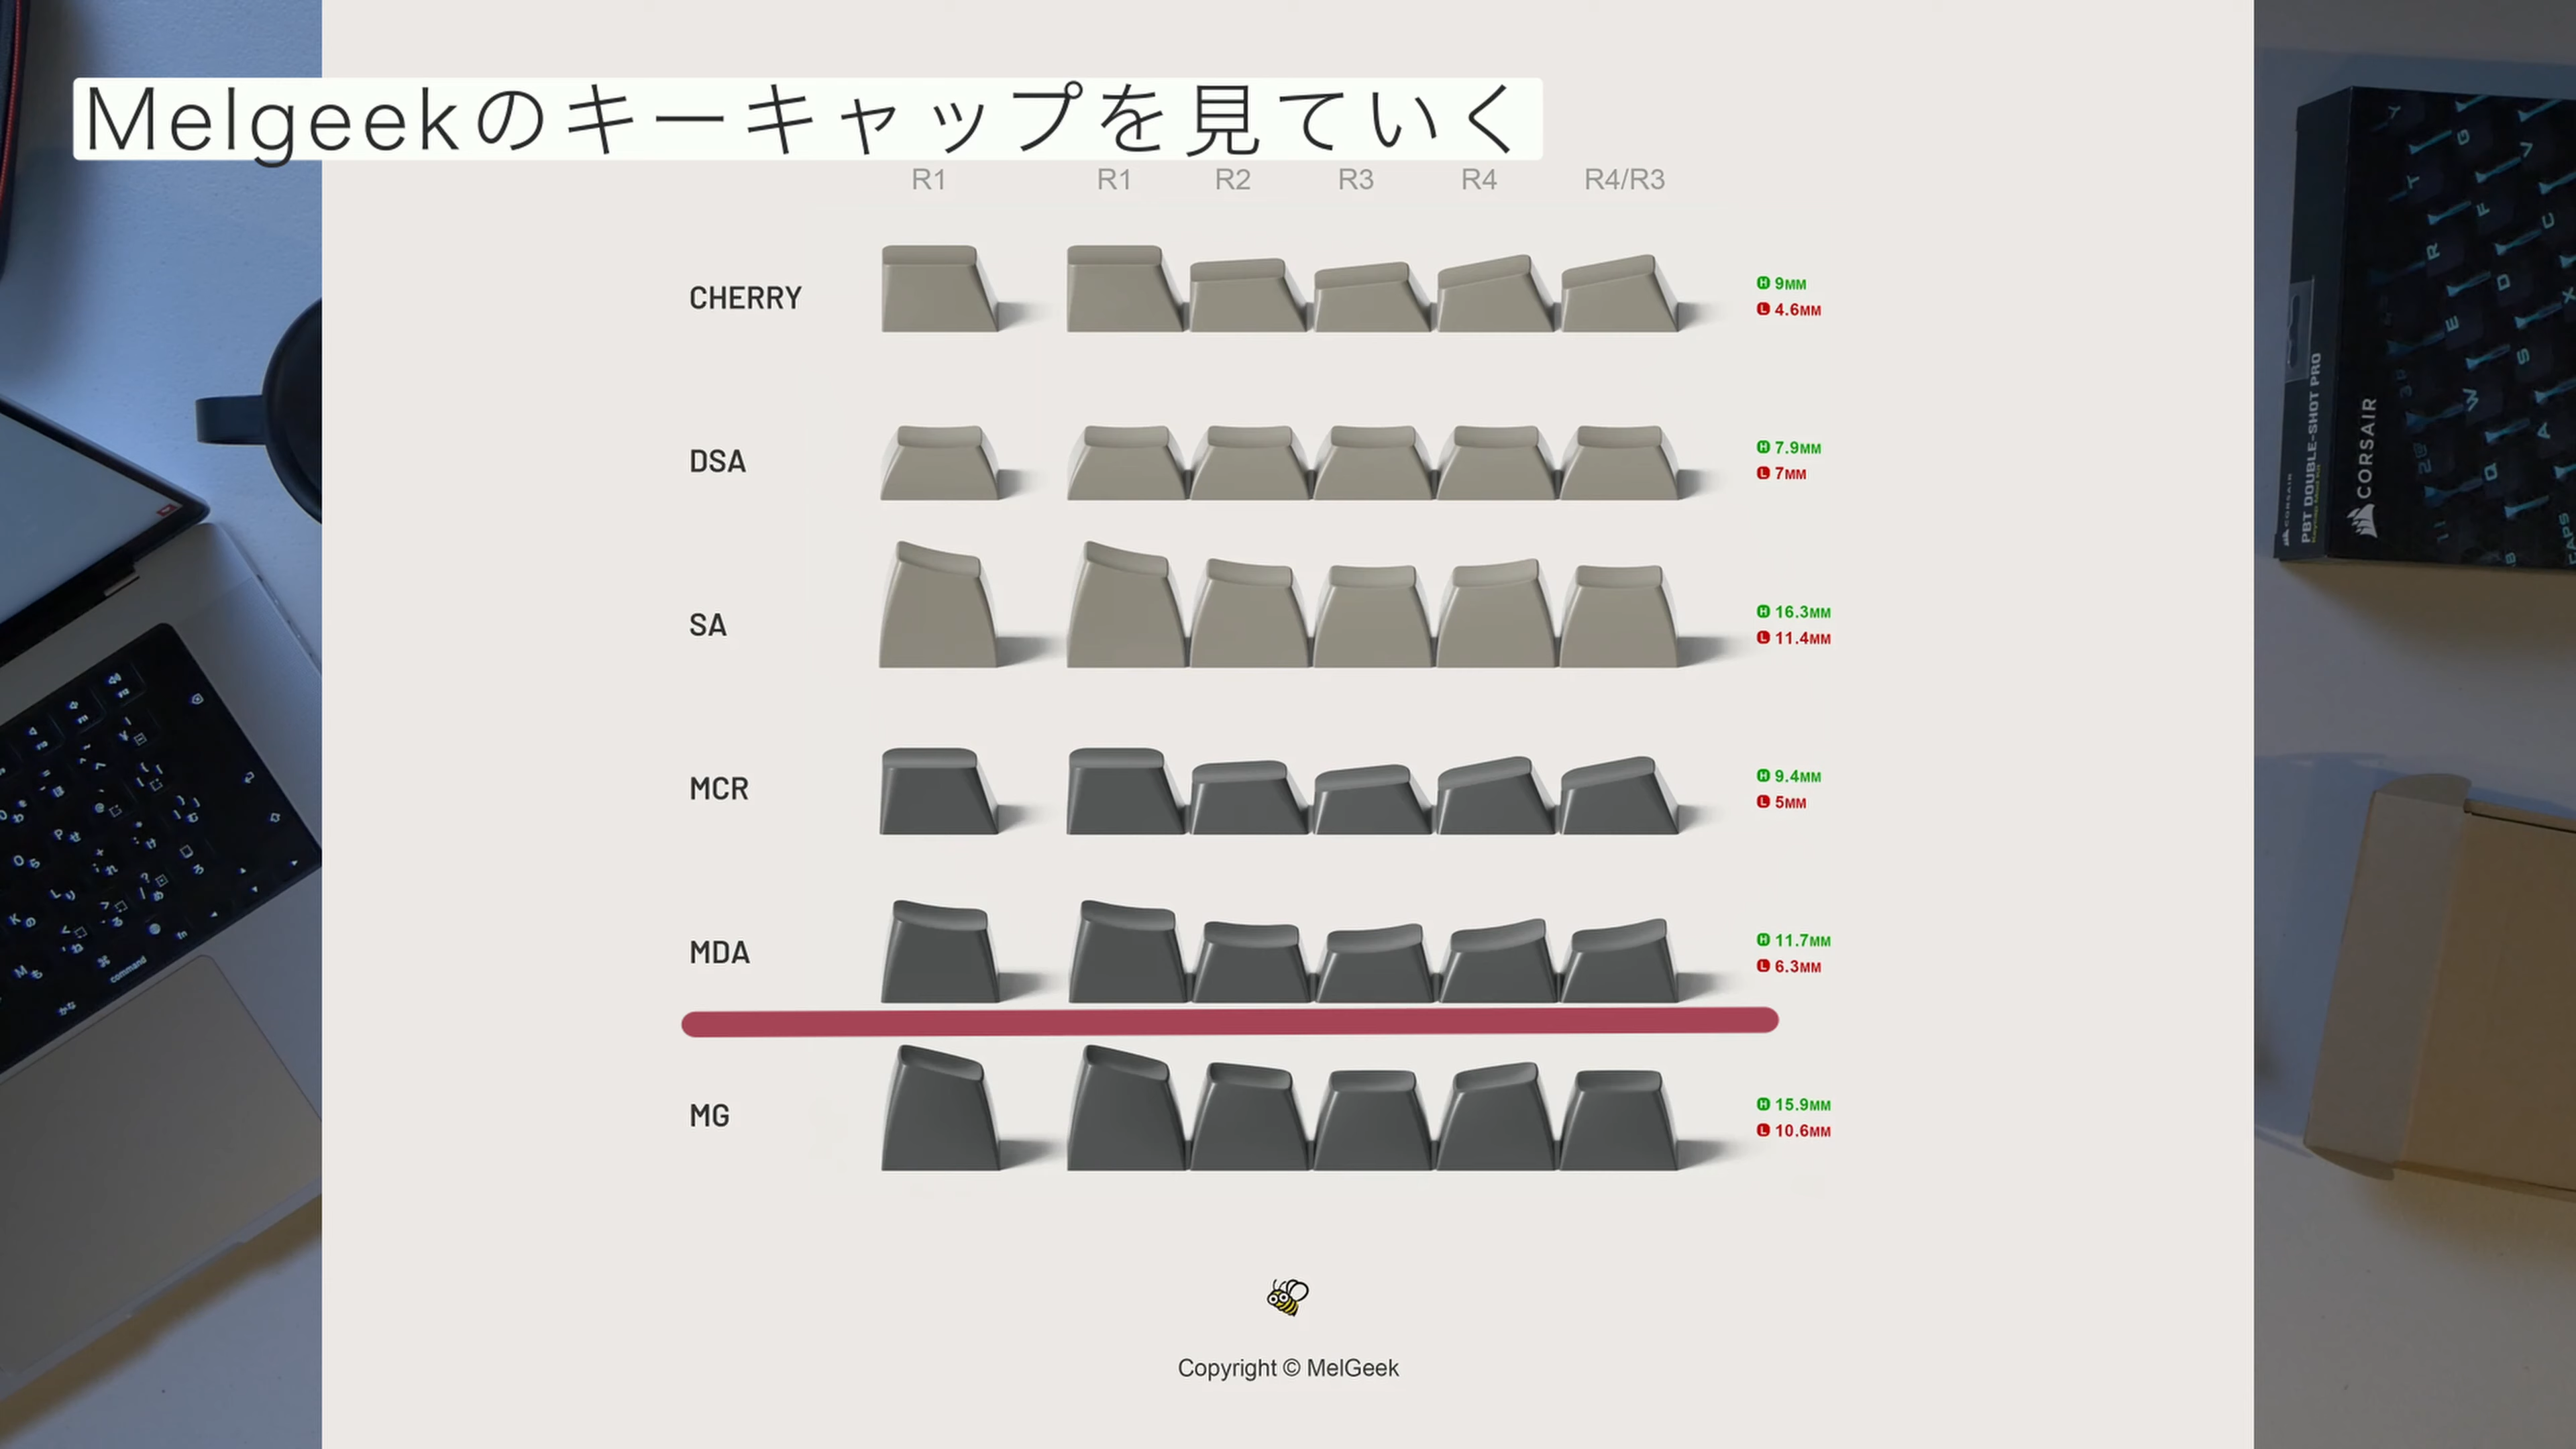 Melgeekのキーキャップを見ていく
R1 R1 R2 R3 R4 R4/R3
CHERRY
H 9MM
L 4.6MM
DSA
H 7.9MM
L 7MM
SA
H 16.3MM
L 11.4MM
MCR
H 9.4MM
L 5MM
MDA
H 11.7MM
L 6.3MM
MG
H 15.9MM
L 10.6MM
Copyright © MelGeek
CORSAIR
PBT DOUBLE-SHOT PRO
command
fn